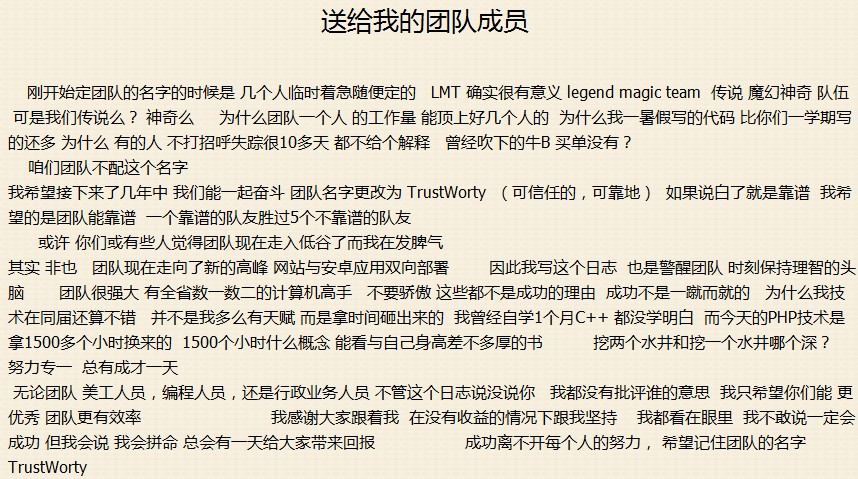 送给我的团队成员
刚开始定团队的名字的时候是 几个人临时着急随便定的 LMT 确实很有意义 legend magic team 传说 魔幻神奇 队伍
可是我们传说么？ 神奇么 为什么团队一个人 的工作量 能顶上好几个人的 为什么我一暑假写的代码 比你们一学期写
的还多 为什么 有的人 不打招呼失踪很10多天 都不给个解释 曾经吹下的牛B 买单没有？
咱们团队不配这个名字
我希望接下来了几年中 我们能一起奋斗 团队名字更改为 TrustWorty （可信任的，可靠地） 如果说白了就是靠谱 我希
望的是团队能靠谱 一个靠谱的队友胜过5个不靠谱的队友
或许 你们或有些人觉得团队现在走入低谷了而我在发脾气
其实 非也 团队现在走向了新的高峰 网站与安卓应用双向部署 因此我写这个日志 也是警醒团队 时刻保持理智的头
脑 团队很强大 有全省数一数二的计算机高手 不要骄傲 这些都不是成功的理由 成功不是一蹴而就的 为什么我技
术在同届还算不错 并不是我多么有天赋 而是拿时间砸出来的 我曾经自学1个月C++ 都没学明白 而今天的PHP技术是
拿1500多个小时换来的 1500个小时什么概念 能看与自己身高差不多厚的书 挖两个水井和挖一个水井哪个深？
努力专一 总有成才一天
无论团队 美工人员，编程人员，还是行政业务人员 不管这个日志说没说你 我都没有批评谁的意思 我只希望你们能 更
优秀 团队更有效率 我感谢大家跟着我 在没有收益的情况下跟我坚持 我都看在眼里 我不敢说一定会
成功 但我会说 我会拼命 总会有一天给大家带来回报 成功离不开每个人的努力， 希望记住团队的名字
TrustWorty